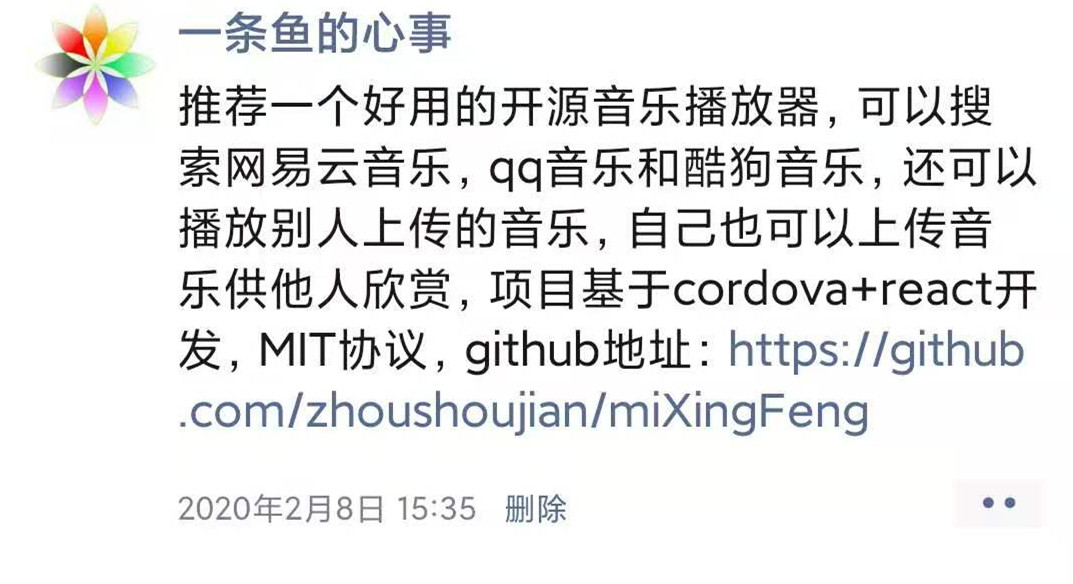 一条鱼的心事
推荐一个好用的开源音乐播放器，可以搜
索网易云音乐，qq音乐和酷狗音乐，还可以
播放别人上传的音乐，自己也可以上传音
乐供他人欣赏，项目基于cordova+react开
发，MIT协议，github地址：https://github
.com/zhoushoujian/miXingFeng
2020年2月8日 15:35 删除